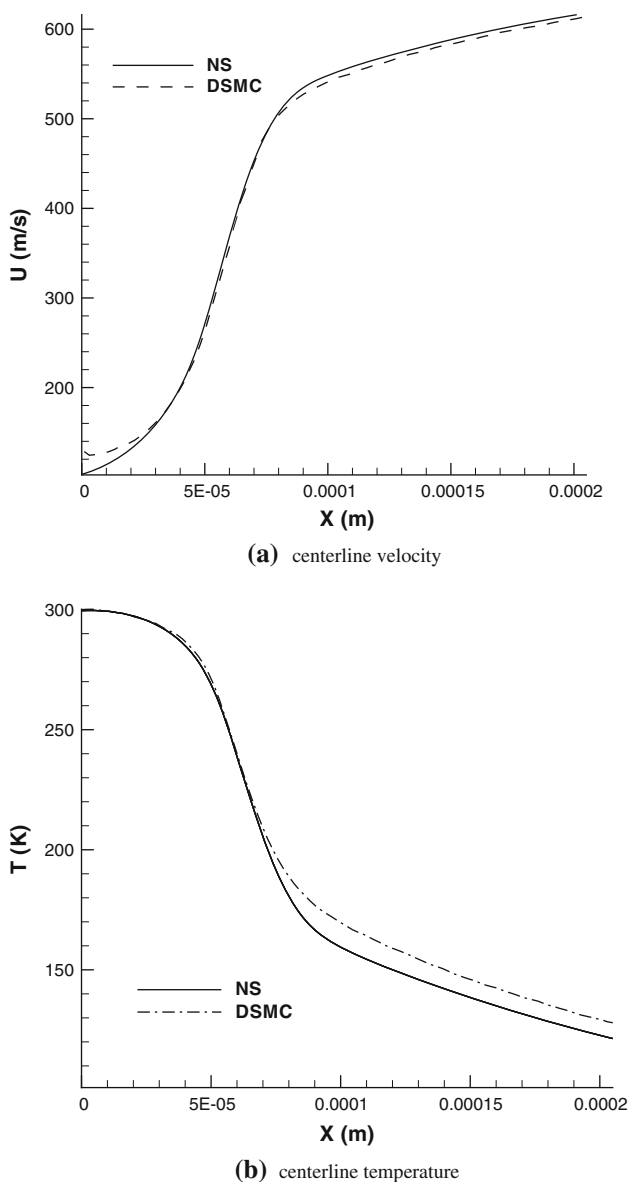 600
500
400
300
200
U (m/s)
NS
DSMC
0
5E-05
0.0001
0.00015
0.0002
X (m)
(a) centerline velocity
300
250
200
150
T (K)
NS
DSMC
0
5E-05
0.0001
0.00015
0.0002
X (m)
(b) centerline temperature